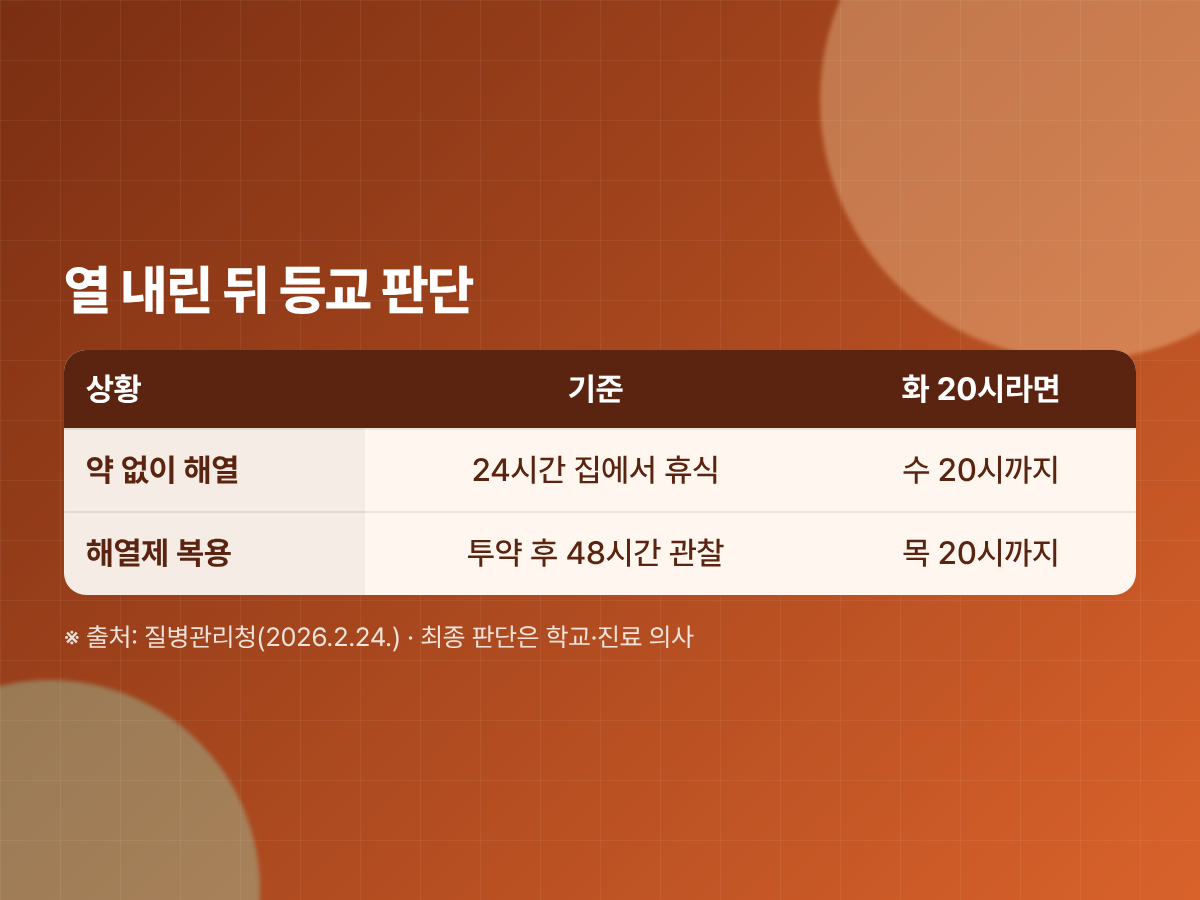 열 내린 뒤 등교 판단
상황 기준 화 20시라면
약 없이 해열 24시간 집에서 휴식 수 20시까지
해열제 복용 투약 후 48시간 관찰 목 20시까지
※ 출처: 질병관리청(2026.2.24.) · 최종 판단은 학교·진료 의사